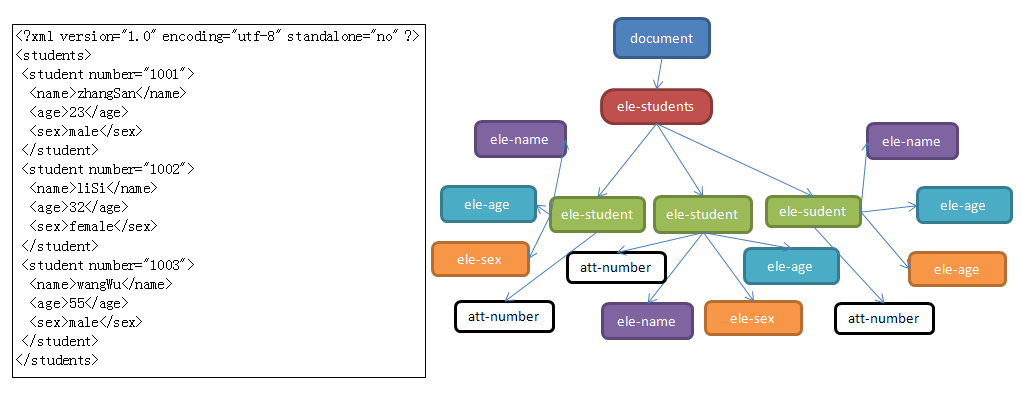 <?xml version="1.0" encoding="utf-8" standalone="no" ?>
<students>
<student number="1001">
<name>zhangSan</name>
<age>23</age>
<sex>male</sex>
</student>
<student number="1002">
<name>liSi</name>
<age>32</age>
<sex>female</sex>
</student>
<student number="1003">
<name>wangWu</name>
<age>55</age>
<sex>male</sex>
</student>
</students>
document
ele-students
ele-name
ele-name
ele-age
ele-student
ele-student
ele-sudent
ele-age
ele-sex
att-number
ele-age
ele-age
att-number
ele-name
ele-sex
att-number